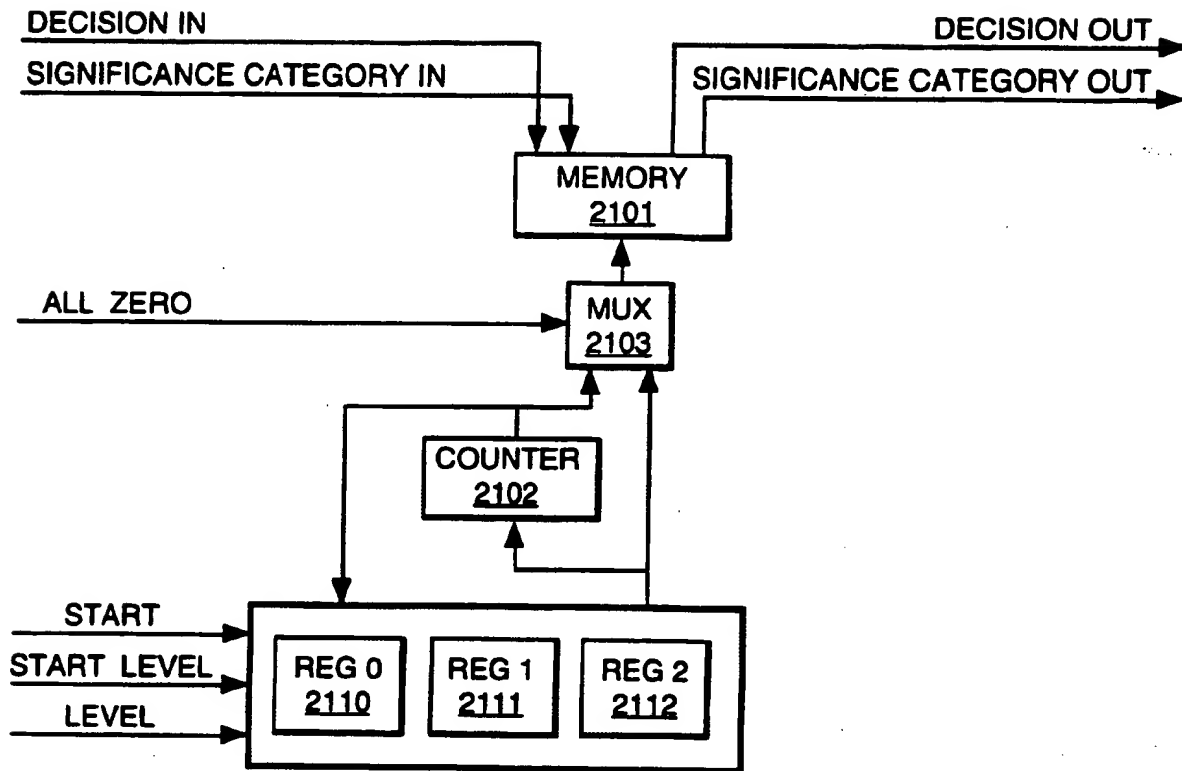 DECISION IN
DECISION OUT
SIGNIFICANCE CATEGORY IN
SIGNIFICANCE CATEGORY OUT
MEMORY
2101
ALL ZERO
MUX
2103
COUNTER
2102
START
START LEVEL
LEVEL
REG 0
2110
REG 1
2111
REG 2
2112